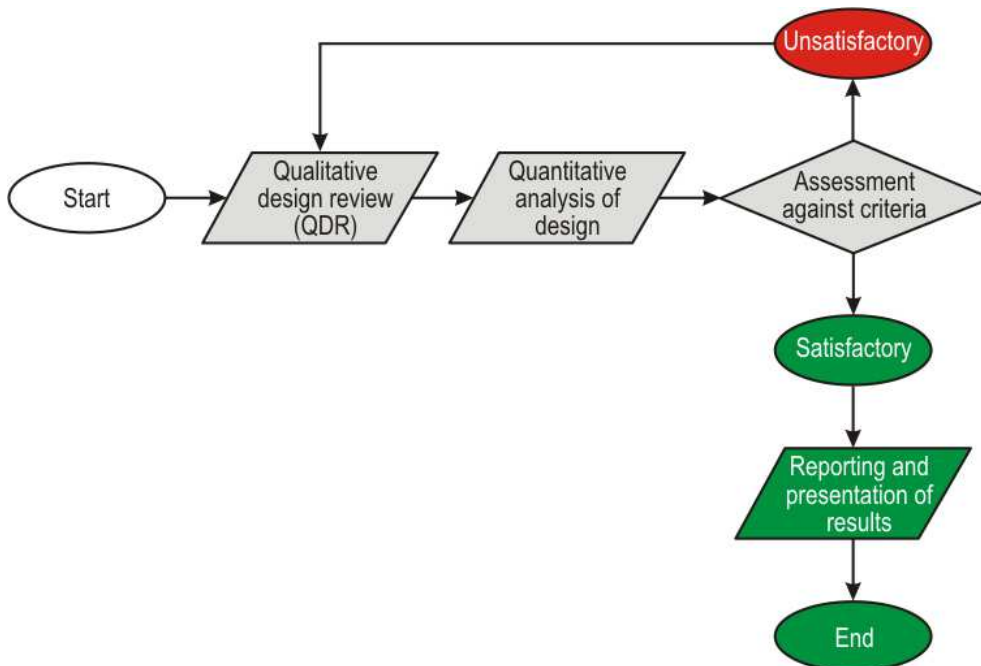 Unsatisfactory
Start
Qualitative
design review
(QDR)
Quantitative
analysis of
design
Assessment
against criteria
Satisfactory
Reporting and
presentation of
results
End